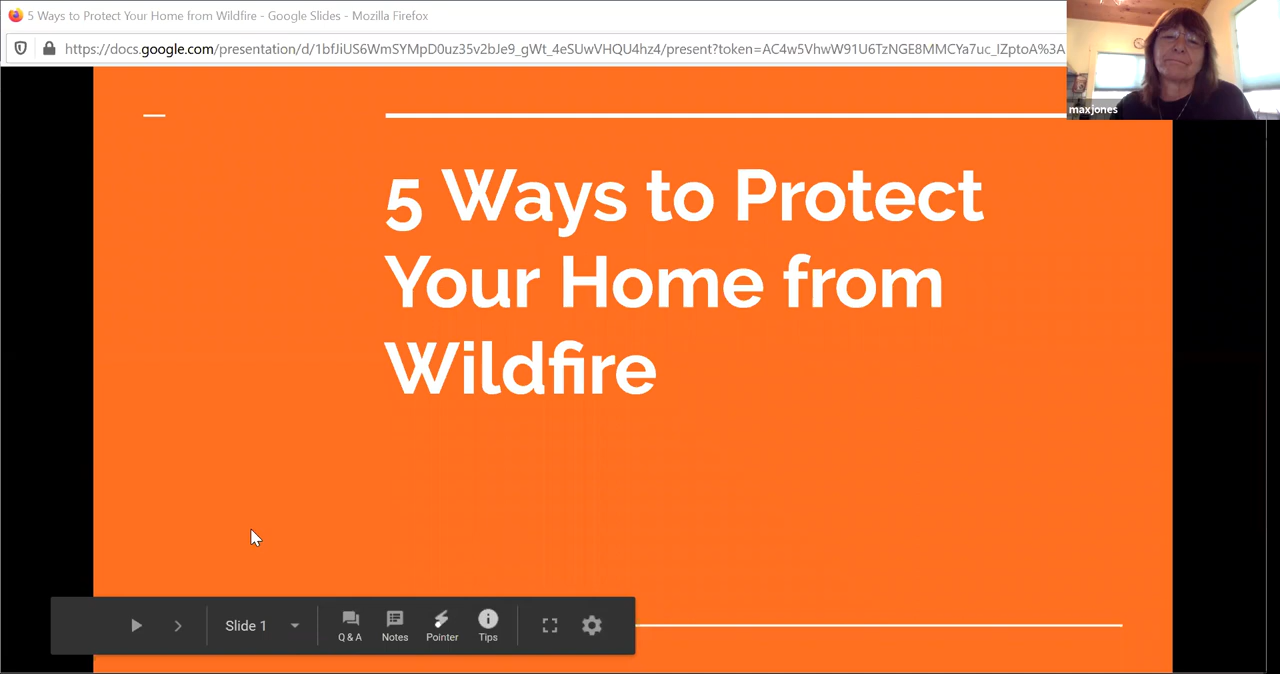 5 Ways to Protect Your Home from Wildfire - Google Slides - Mozilla Firefox
https://docs.google.com/presentation/d/1bfJiUS6WmSYMpD0uz35v2bJe9_gWt_4eSUwVHQU4hz4/present?token=AC4w5VhwW91U6TzNGE8MMCYa7uc_IZptoA%3A
maxjones
5 Ways to Protect
Your Home from
Wildfire
Slide 1
Q & A Notes Pointer Tips